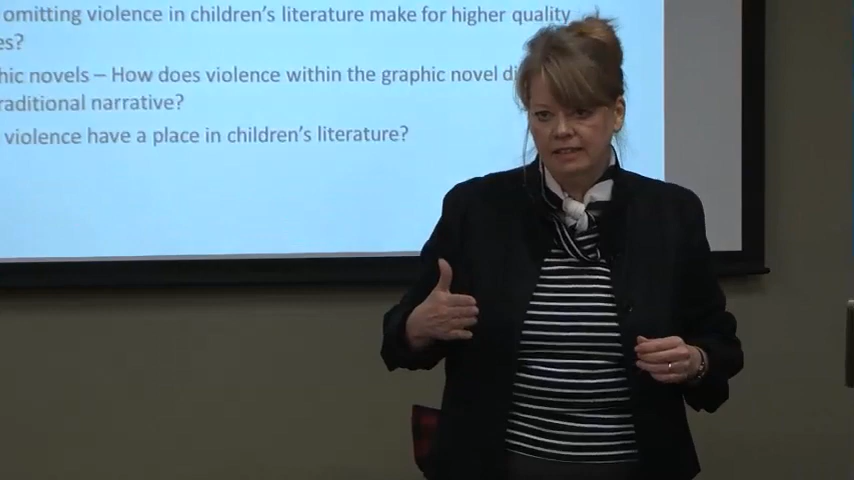 omitting violence in children's literature make for higher quality
es?
hic novels – How does violence within the graphic novel di
raditional narrative?
violence have a place in children's literature?